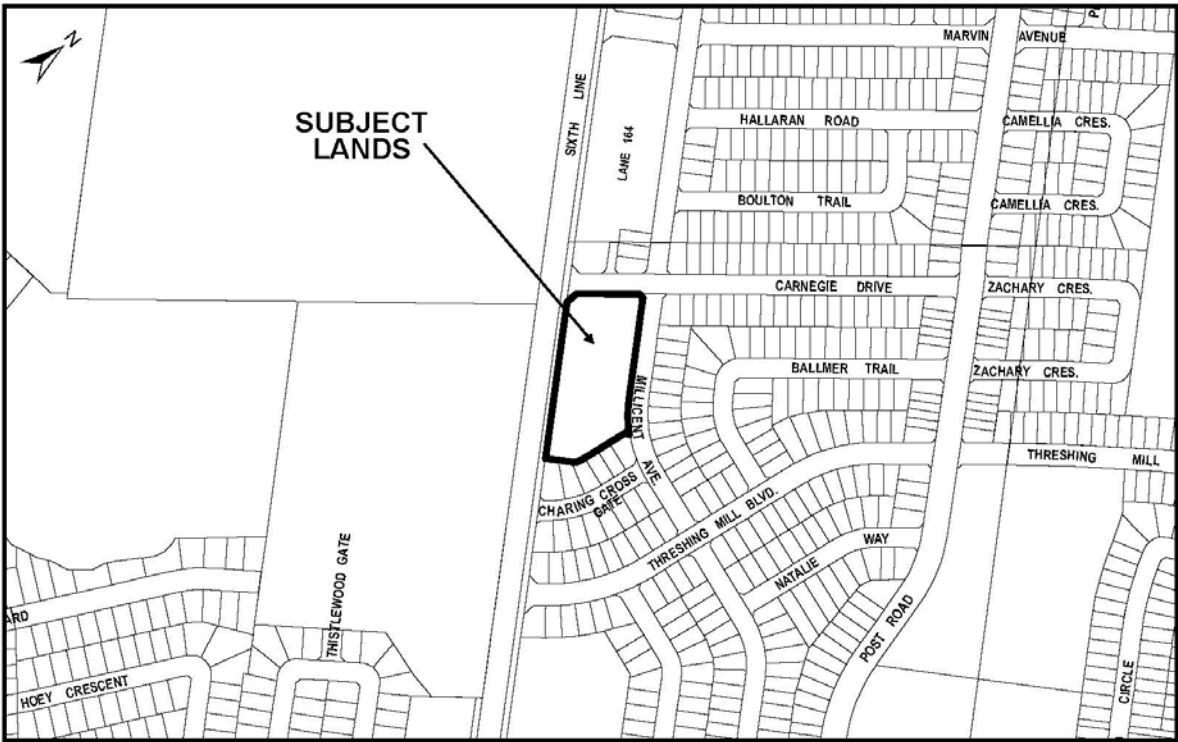 N
MARVIN AVENUE
SIXTH LINE
SUBJECT
LANDS
LANE 164
HALLARAN ROAD
CAMELLIA CRES.
BOULTON TRAIL
CAMELLIA CRES.
CARNEGIE DRIVE
ZACHARY CRES.
BALLMER TRAIL
ZACHARY CRES.
MILLICENT
AVE
THRESHING MILL
CHARING CROSS
GATE
THRESHING MILL BLVD.
NATALIE WAY
THISTLEWOOD GATE
ARD
POST ROAD
HOEY CRESCENT
CIRCLE